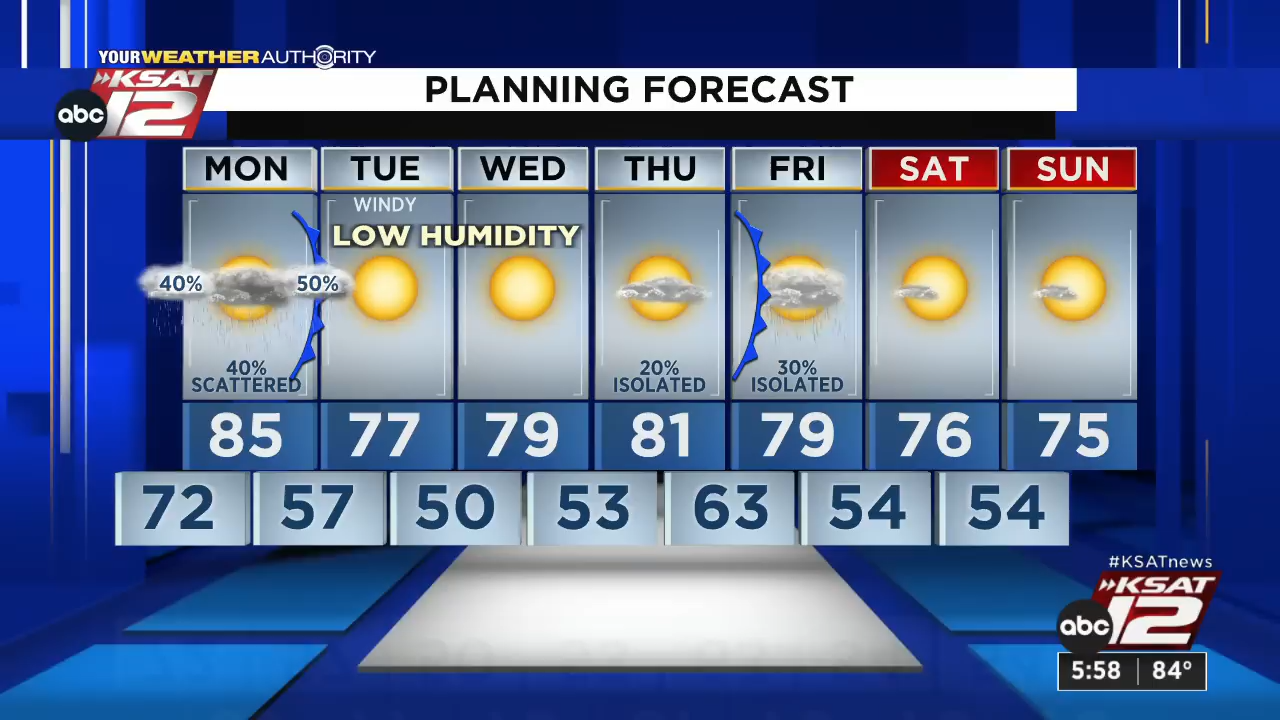 YOURWEATHERAUTHORITY
KSAT
abc 12
PLANNING FORECAST
MON TUE WED THU FRI SAT SUN
WINDY
LOW HUMIDITY
40% 50%
40% 20% 30%
SCATTERED ISOLATED ISOLATED
85 77 79 81 79 76 75
72 57 50 53 63 54 54
#KSATnews
KSAT
abc 12
5:58 84°